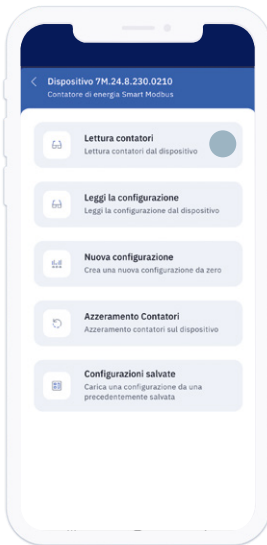 Dispositivo 7M.24.8.230.0210
Contatore di energia Smart Modbus
Lettura contatori
Lettura contatori dal dispositivo
Leggi la configurazione
Leggi la configurazione dal dispositivo
Nuova configurazione
Crea una nuova configurazione da zero
Azzeramento Contatori
Azzeramento contatori sul dispositivo
Configurazioni salvate
Carica una configurazione da una
precedentemente salvata